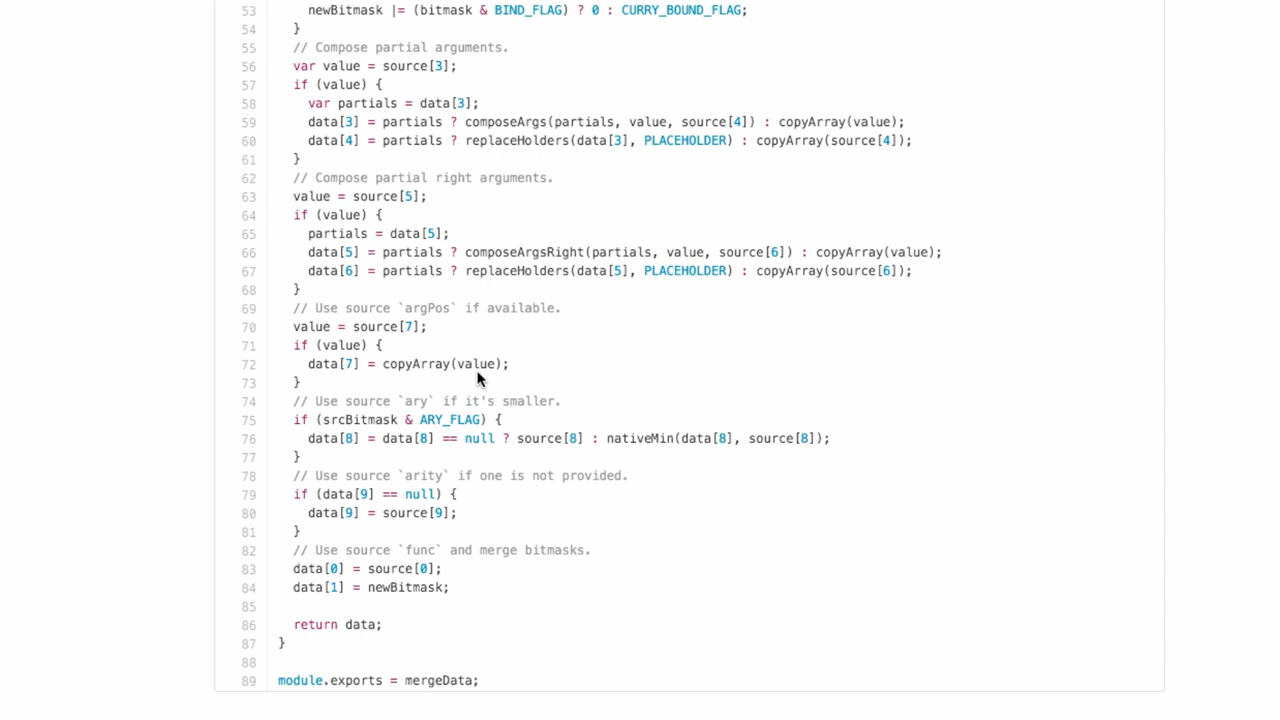 53 newBitmask |= (bitmask & BIND_FLAG) ? 0 : CURRY_BOUND_FLAG;
54 }
55 // Compose partial arguments.
56 var value = source[3];
57 if (value) {
58 var partials = data[3];
59 data[3] = partials ? composeArgs(partials, value, source[4]) : copyArray(value);
60 data[4] = partials ? replaceHolders(data[3], PLACEHOLDER) : copyArray(source[4]);
61 }
62 // Compose partial right arguments.
63 value = source[5];
64 if (value) {
65 partials = data[5];
66 data[5] = partials ? composeArgsRight(partials, value, source[6]) : copyArray(value);
67 data[6] = partials ? replaceHolders(data[5], PLACEHOLDER) : copyArray(source[6]);
68 }
69 // Use source `argPos` if available.
70 value = source[7];
71 if (value) {
72 data[7] = copyArray(value);
73 }
74 // Use source `ary` if it's smaller.
75 if (srcBitmask & ARY_FLAG) {
76 data[8] = data[8] == null ? source[8] : nativeMin(data[8], source[8]);
77 }
78 // Use source `arity` if one is not provided.
79 if (data[9] == null) {
80 data[9] = source[9];
81 }
82 // Use source `func` and merge bitmasks.
83 data[0] = source[0];
84 data[1] = newBitmask;
85
86 return data;
87 }
88
89 module.exports = mergeData;